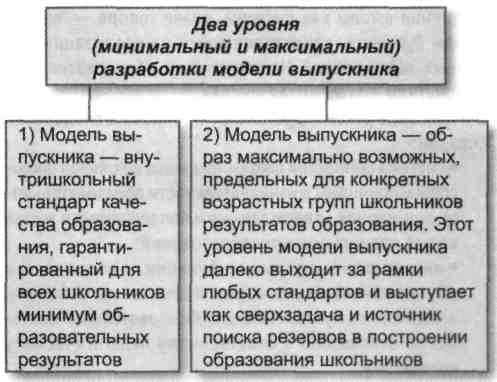 Два уровня
(минимальный и максимальный)
разработки модели выпускника
1) Модель вы-
пускника — вну-
тришкольный
стандарт каче-
ства образова-
ния, гаранти-
рованный для
всех школьников
минимум об-
разовательных
результатов
2) Модель выпускника — об-
раз максимально возможных,
предельных для конкретных
возрастных групп школьников
результатов образования. Этот
уровень модели выпускника
далеко выходит за рамки
любых стандартов и выступает
как сверхзадача и источник
поиска резервов в построении
образования школьников